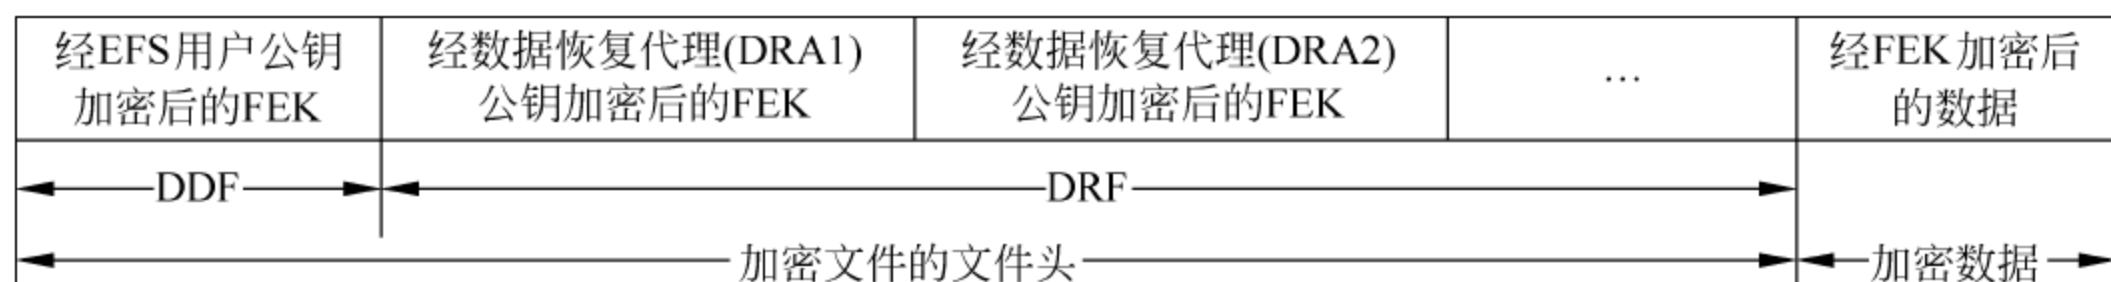 经EFS用户公钥
加密后的FEK
经数据恢复代理(DRA1)
公钥加密后的FEK
经数据恢复代理(DRA2)
公钥加密后的FEK
…
经FEK加密后
的数据
DDF
DRF
加密文件的文件头
加密数据